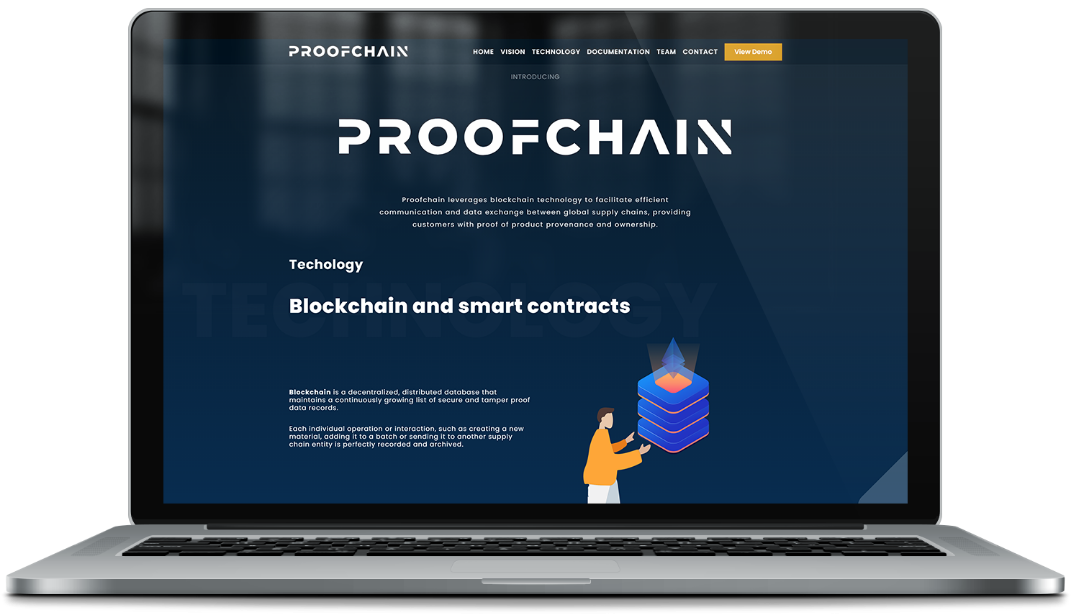 PROOFCHAIN
HOME VISION TECHNOLOGY DOCUMENTATION TEAM CONTACT View Demo
INTRODUCING
PROOFCHAIN
Proofchain leverages blockchain technology to facilitate efficient
communication and data exchange between global supply chains, providing
customers with proof of product provenance and ownership.
Techology
TECHNOLOGY
Blockchain and smart contracts
Blockchain is a decentralized, distributed database that
maintains a continuously growing list of secure and tamper proof
data records.
Each individual operation or interaction, such as creating a new
material, adding it to a batch or sending it to another supply
chain entity is perfectly recorded and archived.